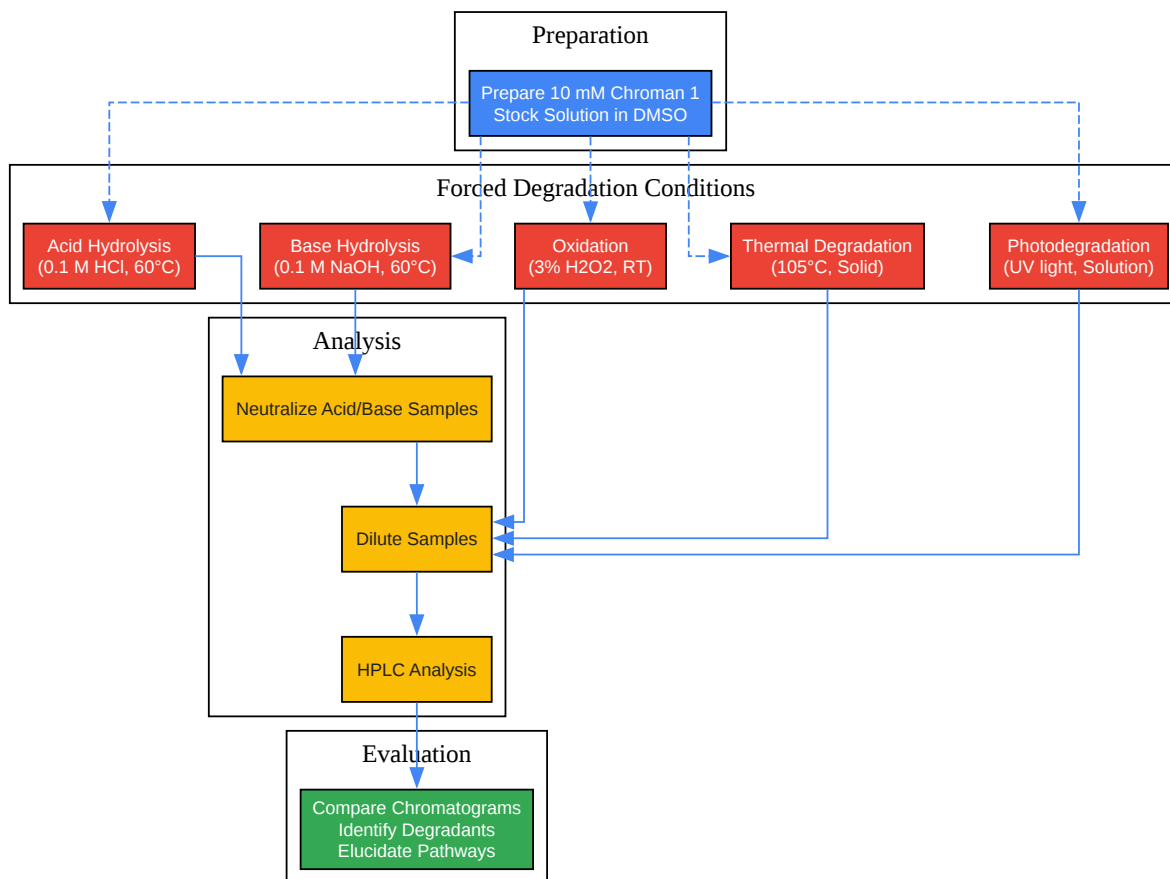 Preparation
Prepare 10 mM Chroman 1
Stock Solution in DMSO
Forced Degradation Conditions
Acid Hydrolysis
(0.1 M HCl, 60°C)
Base Hydrolysis
(0.1 M NaOH, 60°C)
Oxidation
(3% H2O2, RT)
Thermal Degradation
(105°C, Solid)
Photodegradation
(UV light, Solution)
Analysis
Neutralize Acid/Base Samples
Dilute Samples
HPLC Analysis
Evaluation
Compare Chromatograms
Identify Degradants
Elucidate Pathways